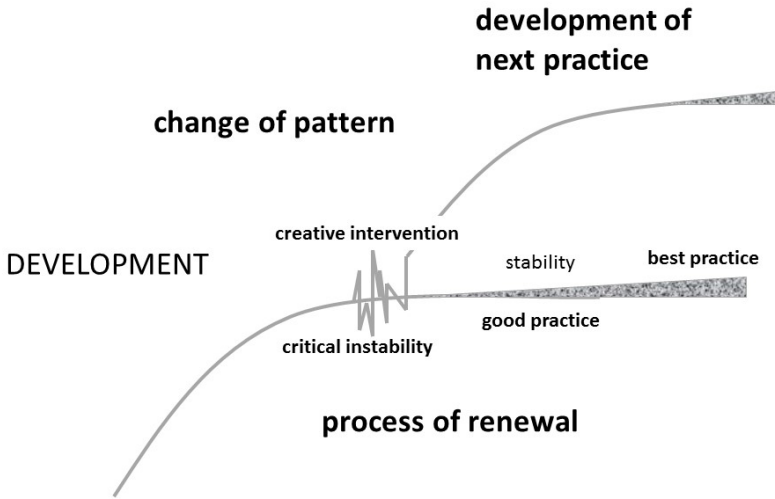 development of
next practice
change of pattern
creative intervention
DEVELOPMENT
stability
best practice
good practice
critical instability
process of renewal